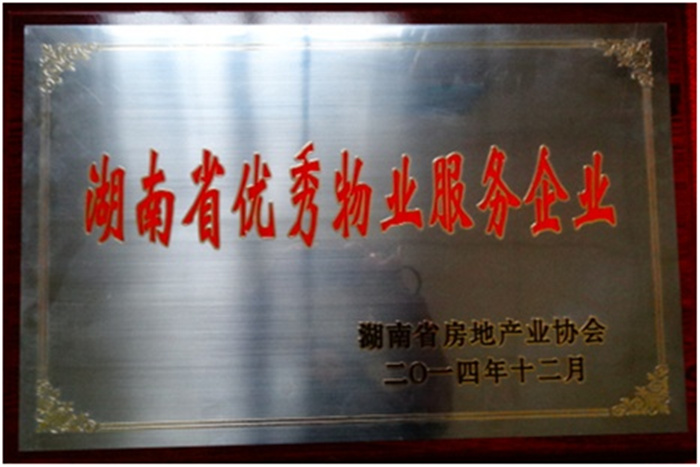 湖南省优秀物业服务企业
湖南省房地产业协会
二〇一四年十二月